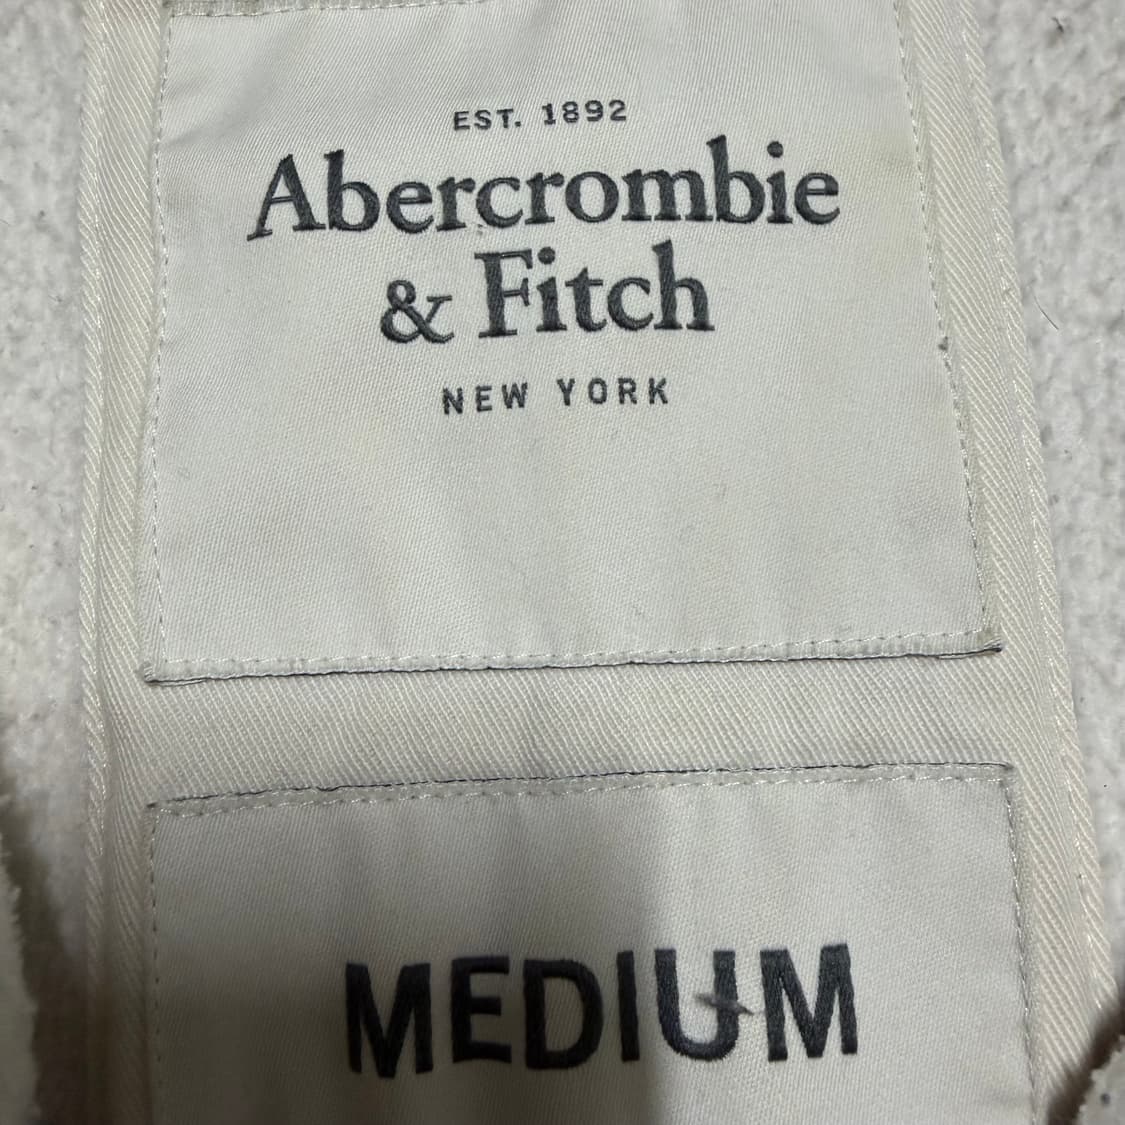 EST. 1892
Abercrombie
& Fitch
NEW YORK
MEDIUM